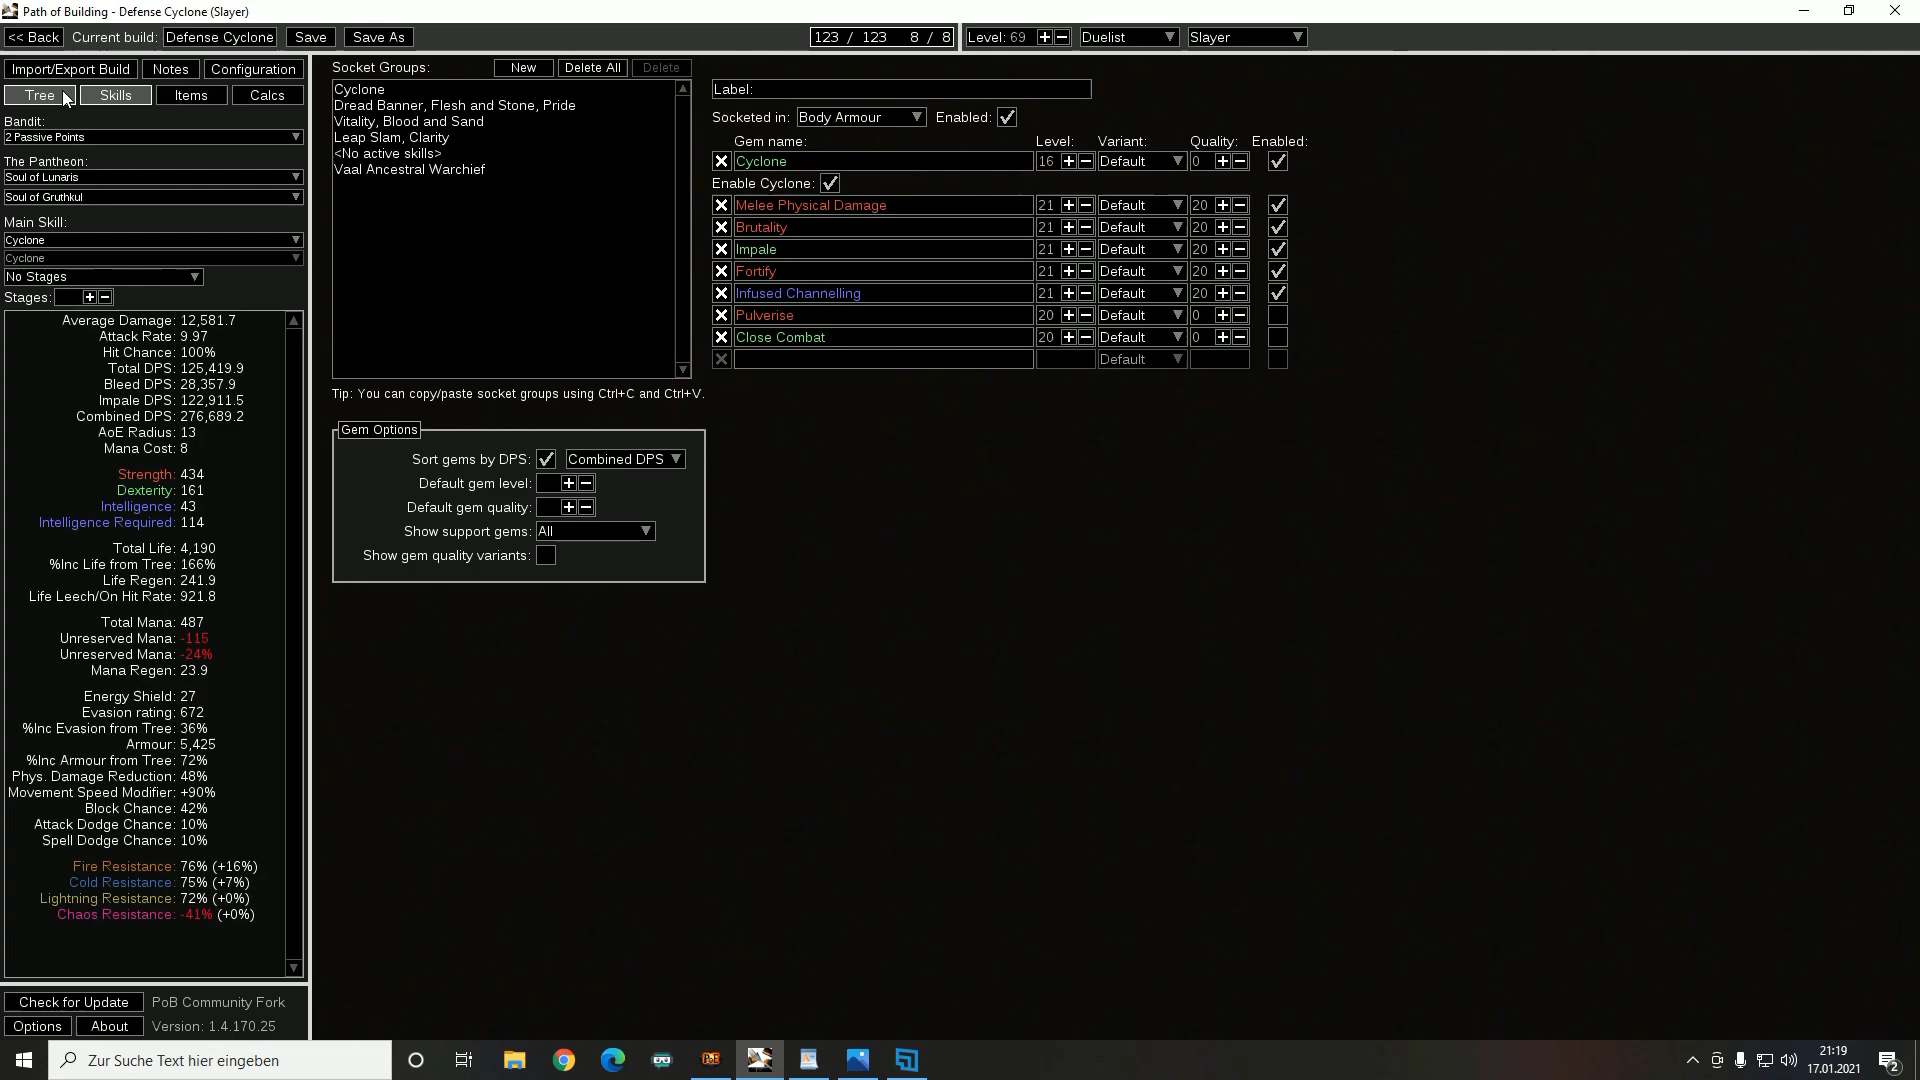 Path of Building - Defense Cyclone (Slayer)
<< Back Current build: Defense Cyclone Save Save As 123 / 123 8 / 8 Level: 69 Duelist Slayer
Import/Export Build Notes Configuration
Tree Skills Items Calcs
Bandit:
2 Passive Points
The Pantheon:
Soul of Lunaris
Soul of Gruthkul
Main Skill:
Cyclone
Cyclone
No Stages
Stages:
Average Damage: 12,581.7
Attack Rate: 9.97
Hit Chance: 100%
Total DPS: 125,419.9
Bleed DPS: 28,357.9
Impale DPS: 122,911.5
Combined DPS: 276,689.2
AoE Radius: 13
Mana Cost: 8
Strength: 434
Dexterity: 161
Intelligence: 43
Intelligence Required: 114
Total Life: 4,190
%Inc Life from Tree: 166%
Life Regen: 241.9
Life Leech/On Hit Rate: 921.8
Total Mana: 487
Unreserved Mana: -115
Unreserved Mana: -24%
Mana Regen: 23.9
Energy Shield: 27
Evasion rating: 672
%Inc Evasion from Tree: 36%
Armour: 5,425
%Inc Armour from Tree: 72%
Phys. Damage Reduction: 48%
Movement Speed Modifier: +90%
Block Chance: 42%
Attack Dodge Chance: 10%
Spell Dodge Chance: 10%
Fire Resistance: 76% (+16%)
Cold Resistance: 75% (+7%)
Lightning Resistance: 72% (+0%)
Chaos Resistance: -41% (+0%)
Check for Update PoB Community Fork
Options About Version: 1.4.170.25
Socket Groups: New Delete All Delete
Cyclone
Dread Banner, Flesh and Stone, Pride
Vitality, Blood and Sand
Leap Slam, Clarity
<No active skills>
Vaal Ancestral Warchief
Tip: You can copy/paste socket groups using Ctrl+C and Ctrl+V.
Gem Options
Sort gems by DPS: Combined DPS
Default gem level:
Default gem quality:
Show support gems: All
Show gem quality variants:
Label:
Socketed in: Body Armour Enabled:
Gem name: Level: Variant: Quality: Enabled:
Cyclone 16 Default 0
Enable Cyclone:
Melee Physical Damage 21 Default 20
Brutality 21 Default 20
Impale 21 Default 20
Fortify 21 Default 20
Infused Channelling 21 Default 20
Pulverise 20 Default 0
Close Combat 20 Default 0
Default
Zur Suche Text hier eingeben
PoE
21:19
17.01.2021
2